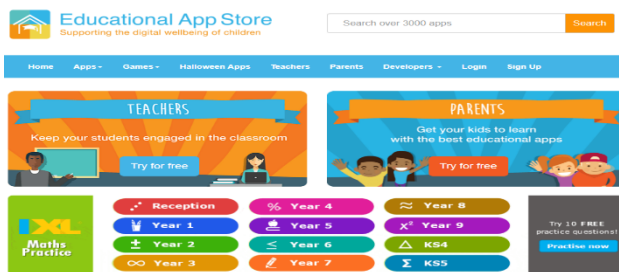 Educational App Store
Supporting the digital wellbeing of children
Search over 3000 apps
Search
Home Apps Games Halloween Apps Teachers Parents Developers Login Sign Up
TEACHERS
Keep your students engaged in the classroom
Try for free
PARENTS
Get your kids to learn
with the best educational apps
Try for free
IXL
Maths
Practice
Reception
% Year 4
≈ Year 8
Year 1
Year 5
x² Year 9
± Year 2
≤ Year 6
△ KS4
∞ Year 3
Year 7
Σ KS5
Try 10 FREE
practice questions!
Practise now